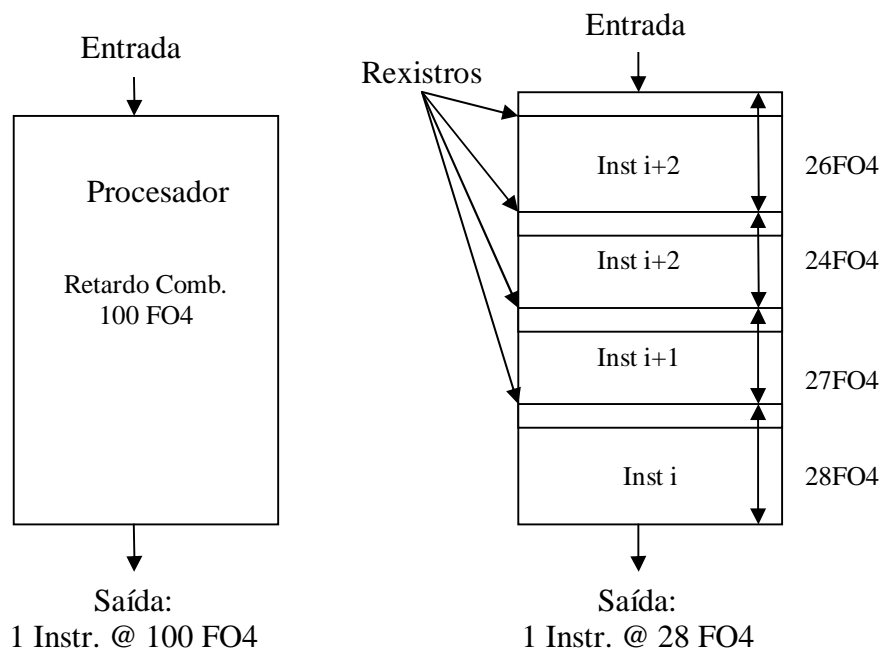 Entrada
Procesador
Retardo Comb.
100 FO4
Saída:
1 Instr. @ 100 FO4
Entrada
Rexistros
Inst i+2
26FO4
Inst i+2
24FO4
Inst i+1
27FO4
Inst i
28FO4
Saída:
1 Instr. @ 28 FO4